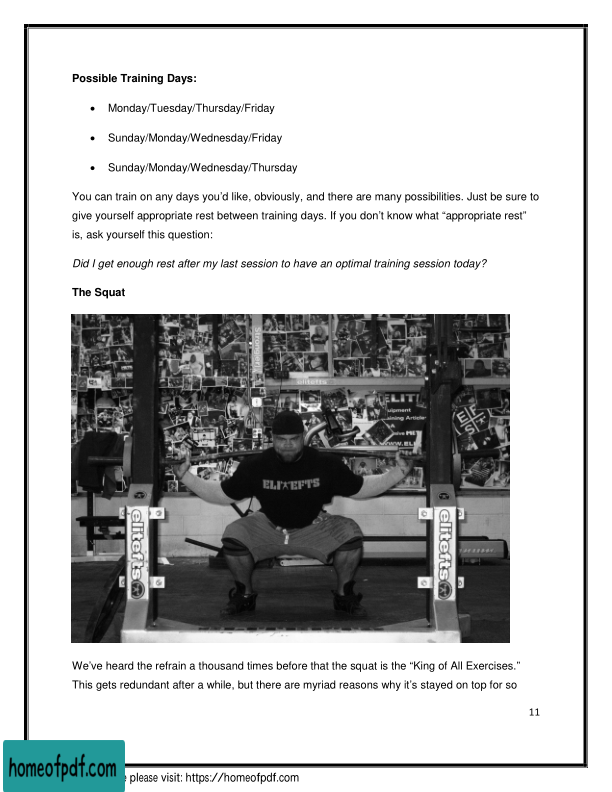 Possible Training Days:
• Monday/Tuesday/Thursday/Friday
• Sunday/Monday/Wednesday/Friday
• Sunday/Monday/Wednesday/Thursday
You can train on any days you’d like, obviously, and there are many possibilities. Just be sure to
give yourself appropriate rest between training days. If you don’t know what “appropriate rest”
is, ask yourself this question:
Did I get enough rest after my last session to have an optimal training session today?
The Squat
elitefts
WWW.ELI
EFS
ELITEFTS
elitefts
elitefts
We’ve heard the refrain a thousand times before that the squat is the “King of All Exercises.”
This gets redundant after a while, but there are myriad reasons why it’s stayed on top for so
11
homeofpdf.com
please visit: https://homeofpdf.com